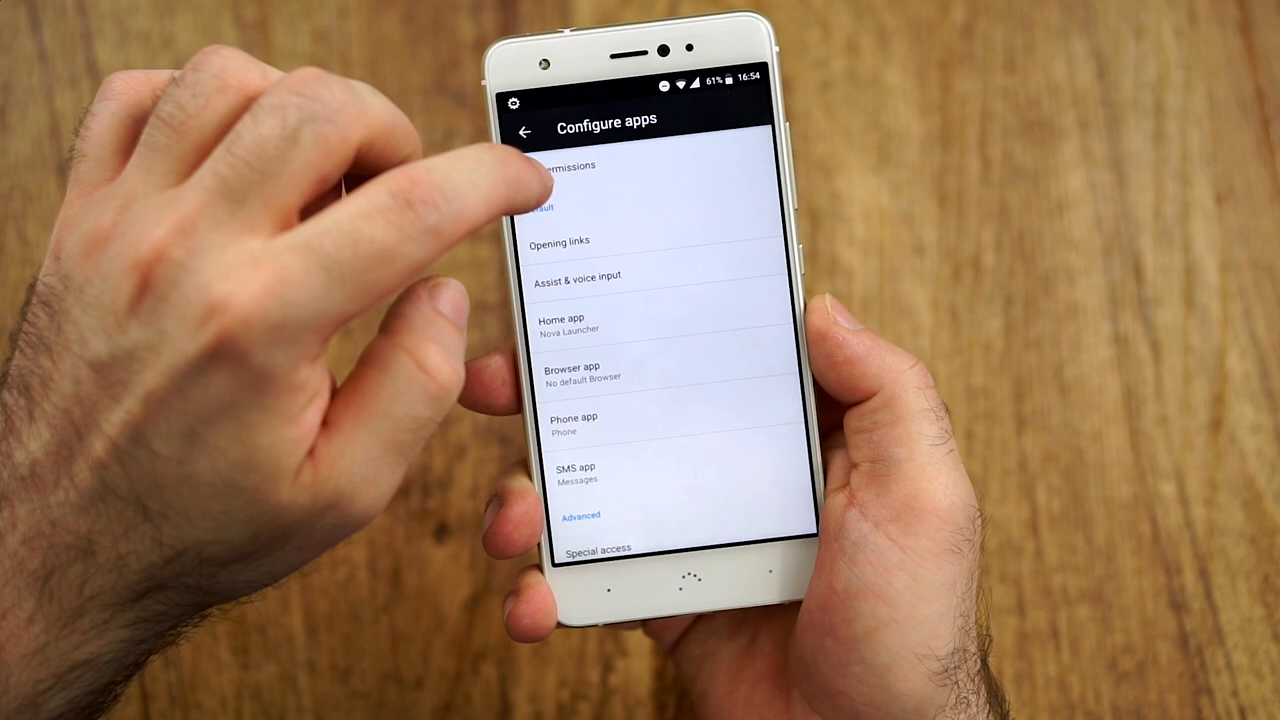 61% 16:54
Configure apps
ermissions
ault
Opening links
Assist & voice input
Home app
Nova Launcher
Browser app
No default Browser
Phone app
Phone
SMS app
Messages
Advanced
Special access